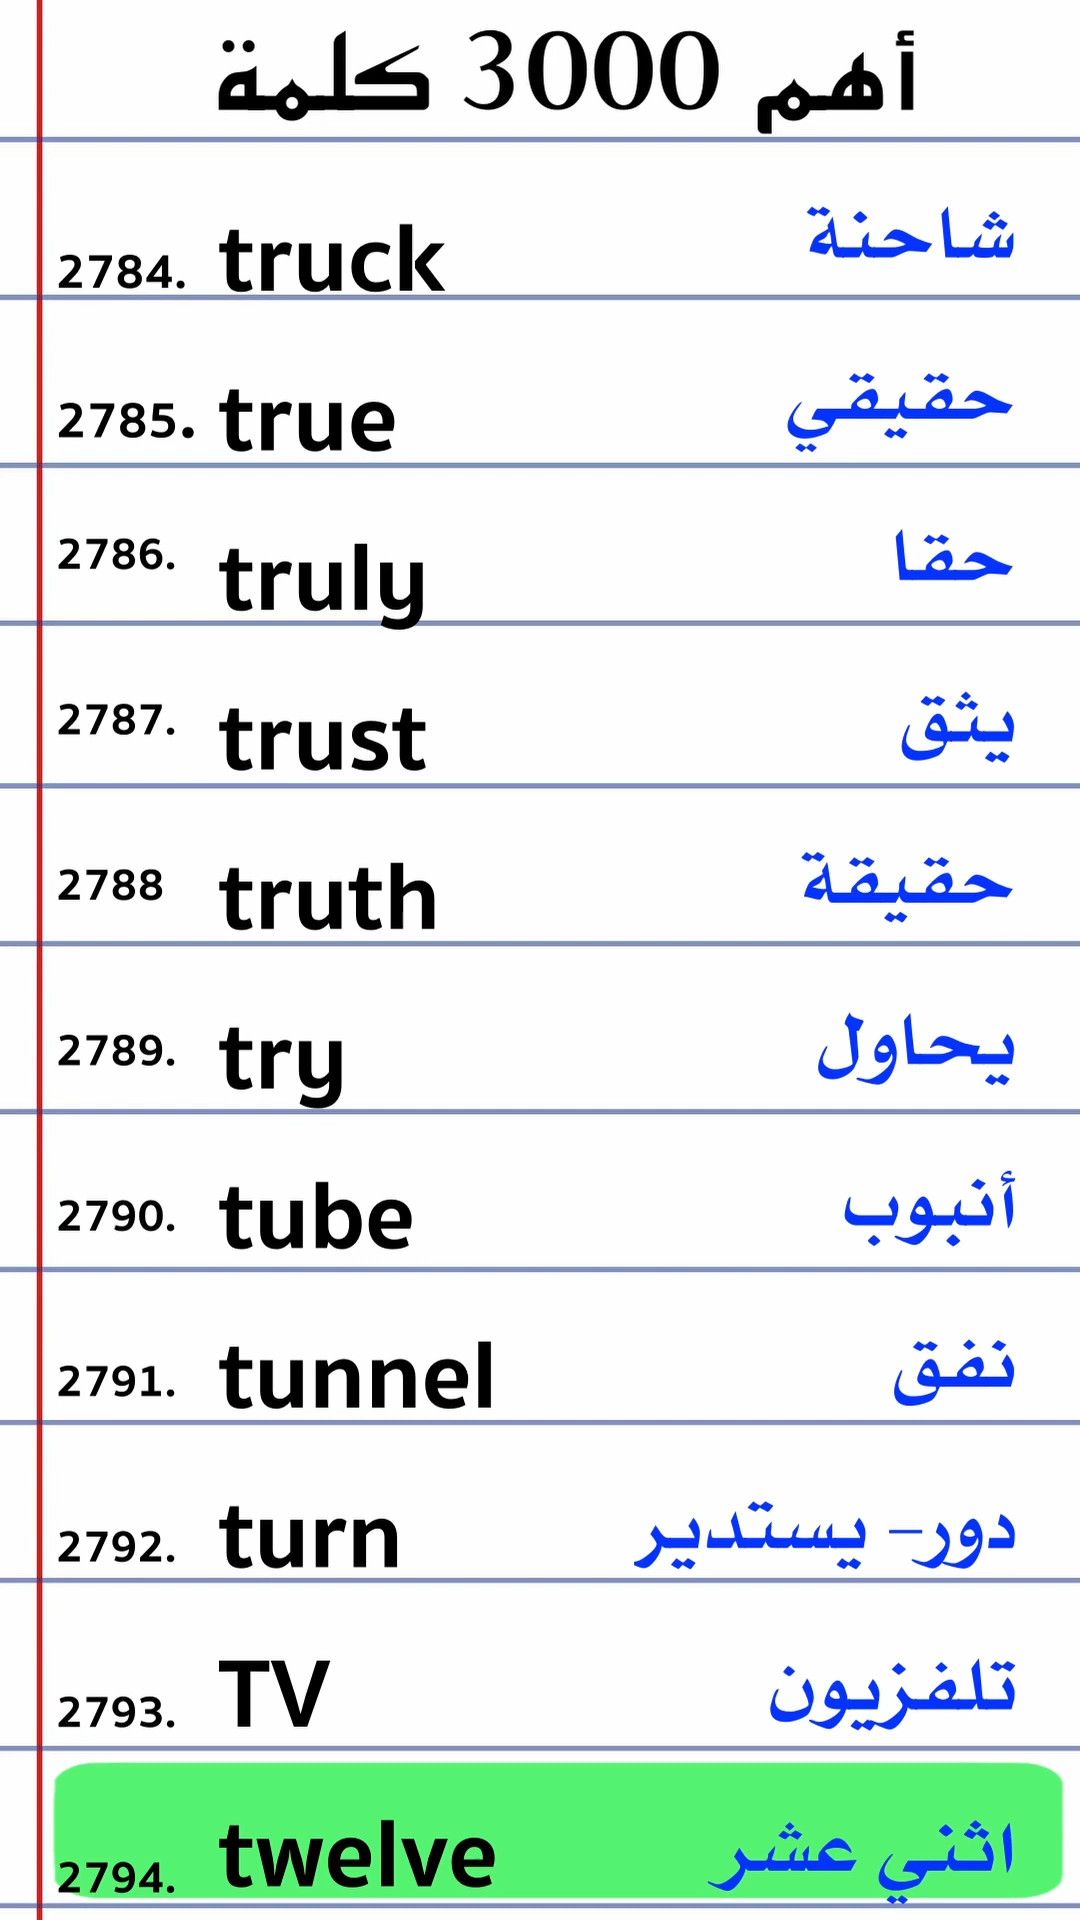 أهم 3000 كلمة
2784. truck شاحنة
2785. true حقيقي
2786. truly حقا
2787. trust يثق
2788 truth حقيقة
2789. try يحاول
2790. tube أنبوب
2791. tunnel نفق
2792. turn دور– يستدير
2793. TV تلفزيون
2794. twelve اثني عشر